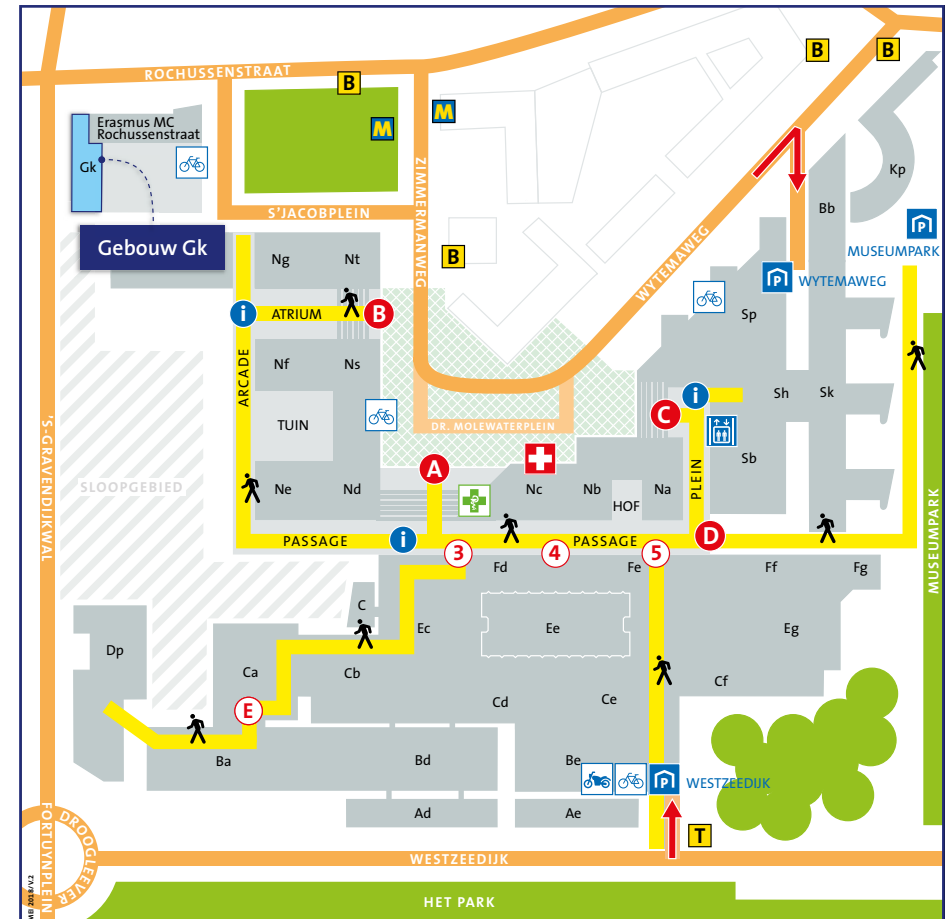 ROCHUSSENSTRAAT
B
B
B
Erasmus MC
Rochussenstraat
M
M
Gk
ZIMMERMANWEG
Kp
S'JACOBPLEIN
Bb
P
MUSEUMPARK
Gebouw Gk
Ng
Nt
B
WYTEMAWEG
P
WYTEMAWEG
i
ATRIUM
B
Sp
ARCADE
Nf
Ns
i
Sh
Sk
C
TUIN
DR. MOLEWATERPLEIN
'S-GRAVENDIJKWAL
SLOOPGEBIED
A
Sb
PLEIN
Ne
Nd
Nc
Nb
Na
HOF
PASSAGE
i
PASSAGE
D
3
4
5
MUSEUMPARK
Fd
Fe
Ff
Fg
C
Ec
Ee
Eg
Dp
Ca
Cb
Cd
Ce
Cf
E
Ba
Bd
Be
P
WESTZEEDIJK
Ad
Ae
T
DROOGLEEVER
FORTUYNPLEIN
WESTZEEDIJK
MB 2018/V.2
HET PARK